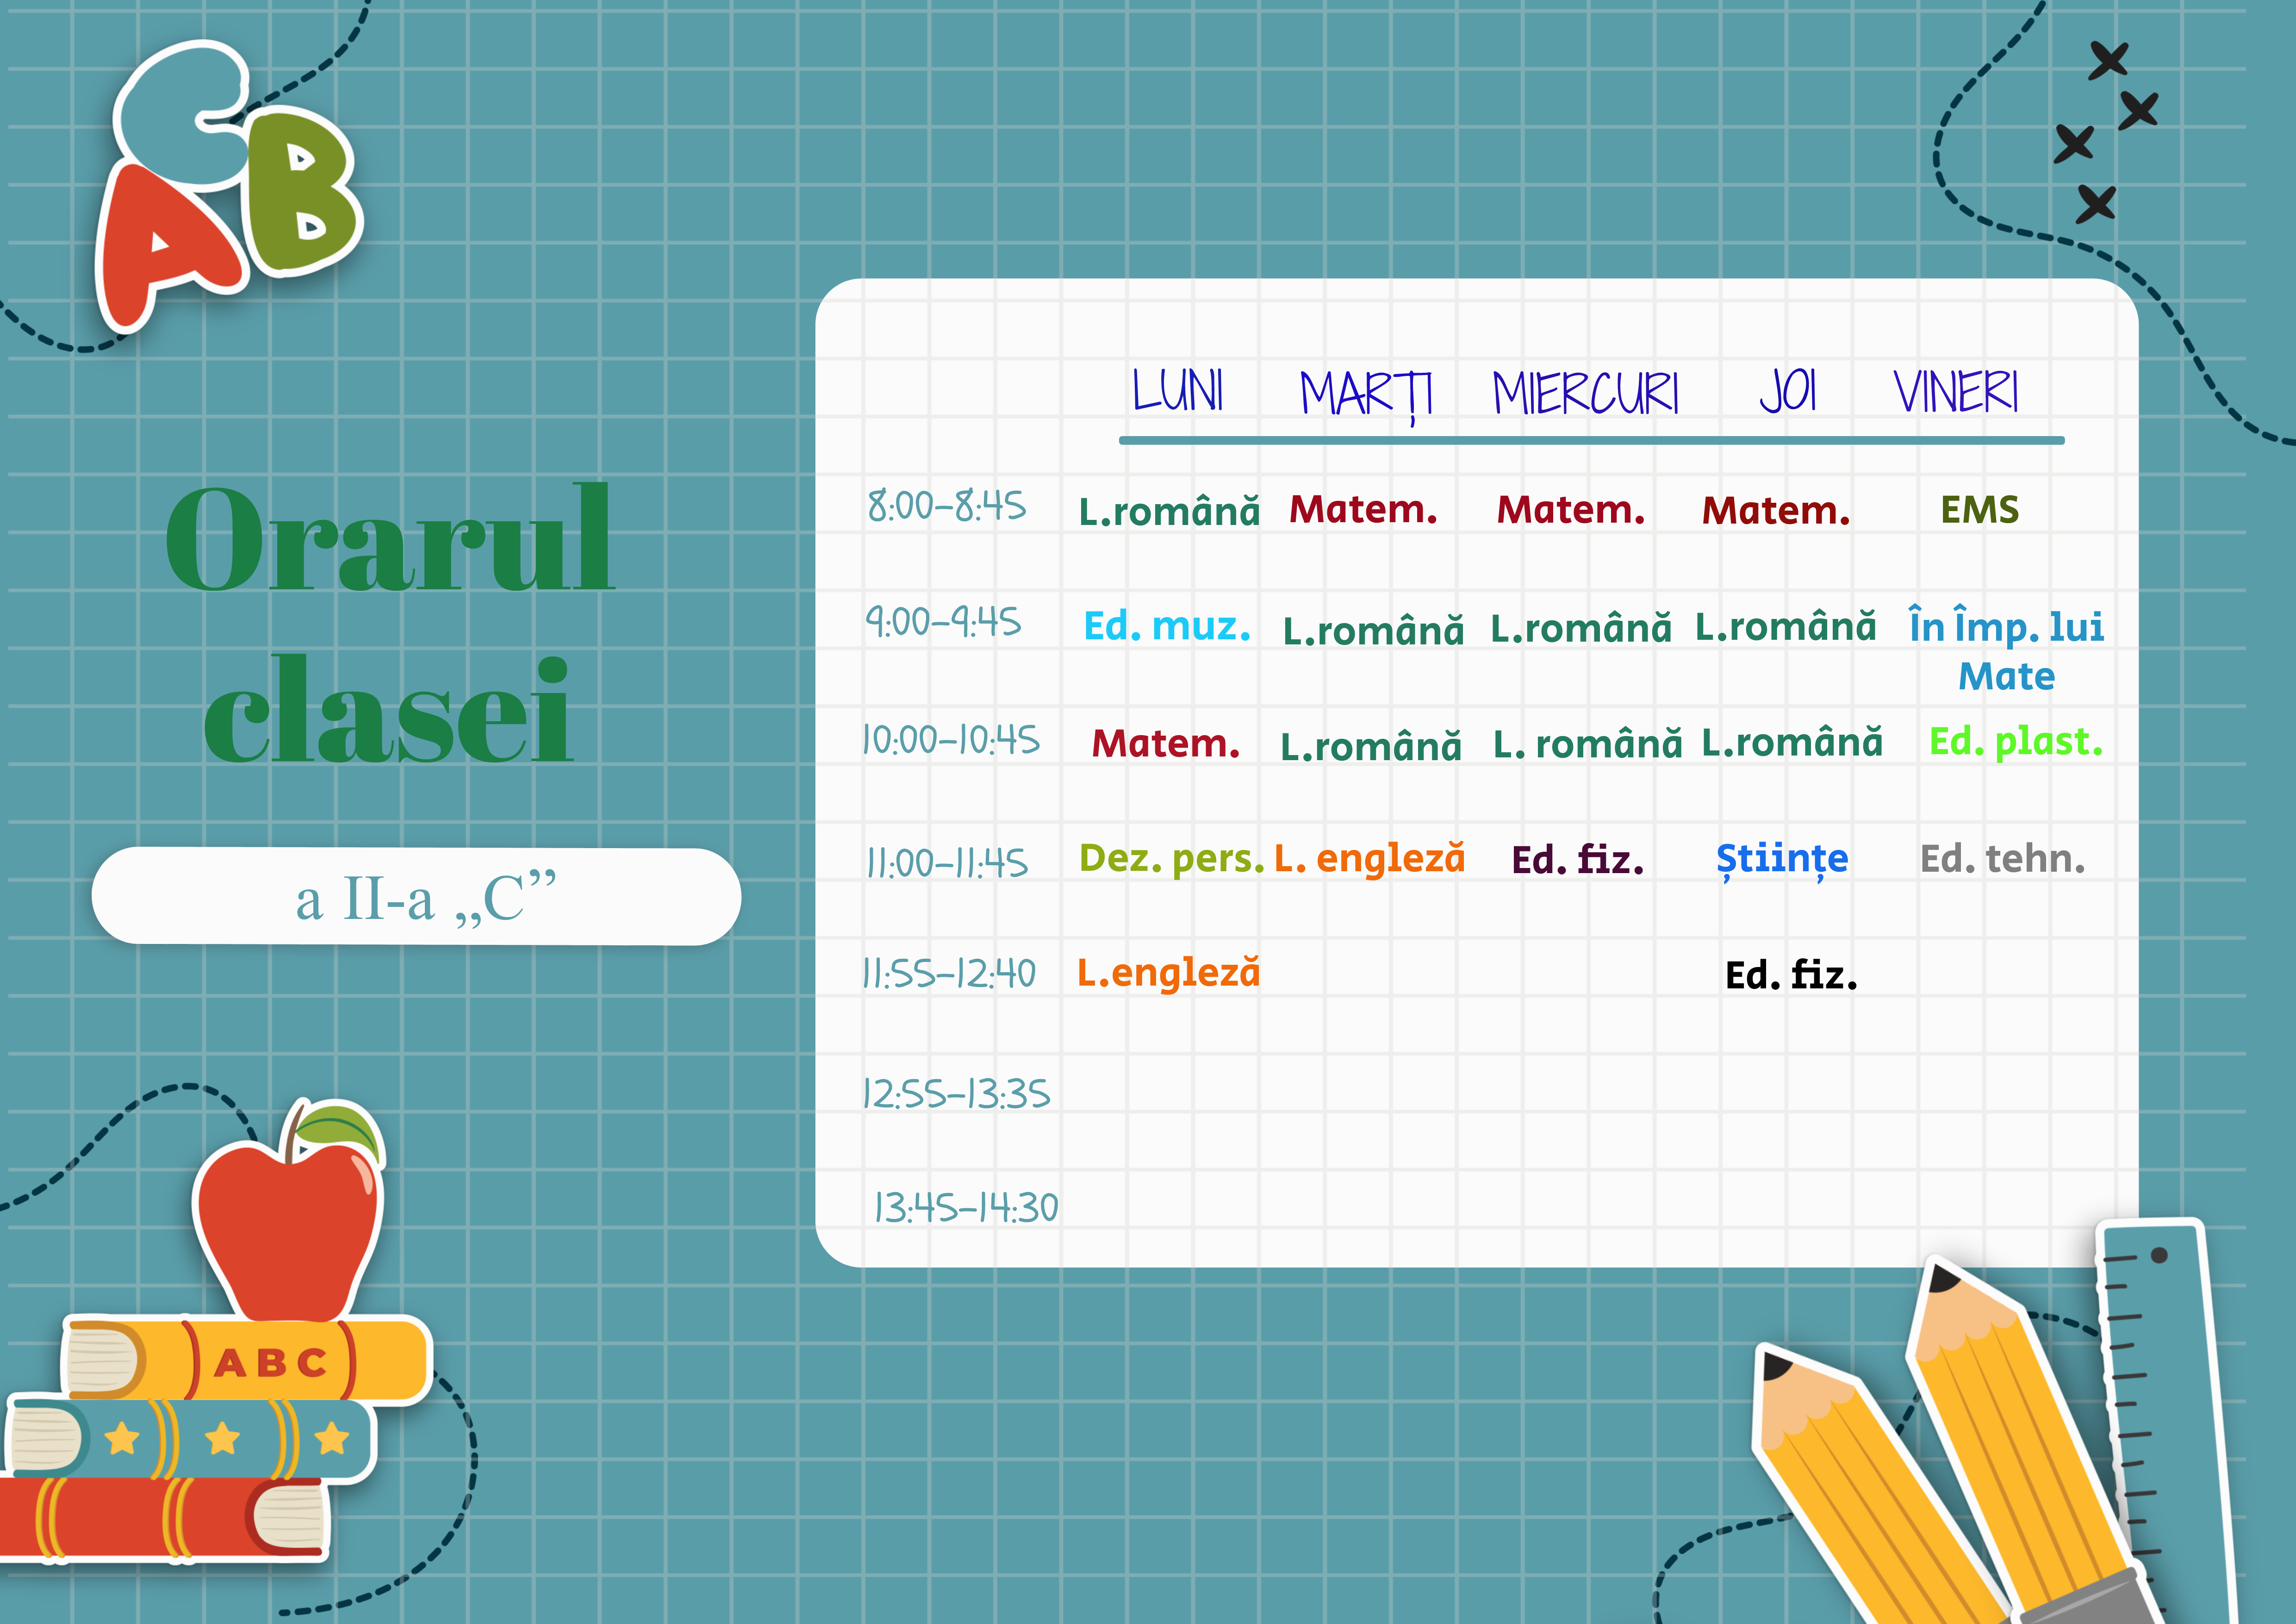 C
A B
Orarul
clasei
a II-a „C”
LUNI MARȚI MIERCURI JOI VINERI
8:00-8:45 L.română Matem. Matem. Matem. EMS
9:00-9:45 Ed. muz. L.română L.română L.română În Împ. lui
Mate
10:00-10:45 Matem. L.română L. română L.română Ed. plast.
11:00-11:45 Dez. pers. L. engleză Ed. fiz. Științe Ed. tehn.
11:55-12:40 L.engleză Ed. fiz.
12:55-13:35
13:45-14:30
ABC